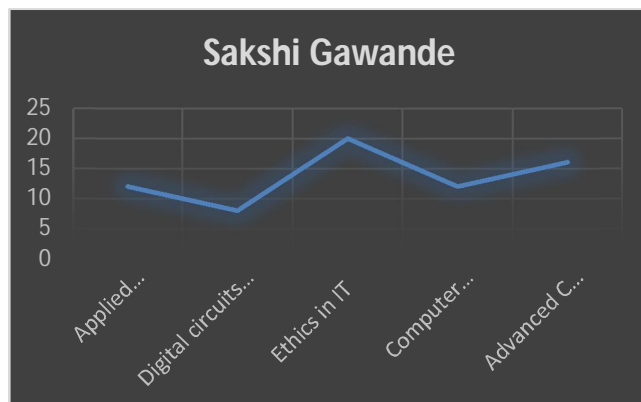 Sakshi Gawande
25
20
15
10
5
0
Applied...
Digital circuits...
Ethics in IT
Computer...
Advanced C...